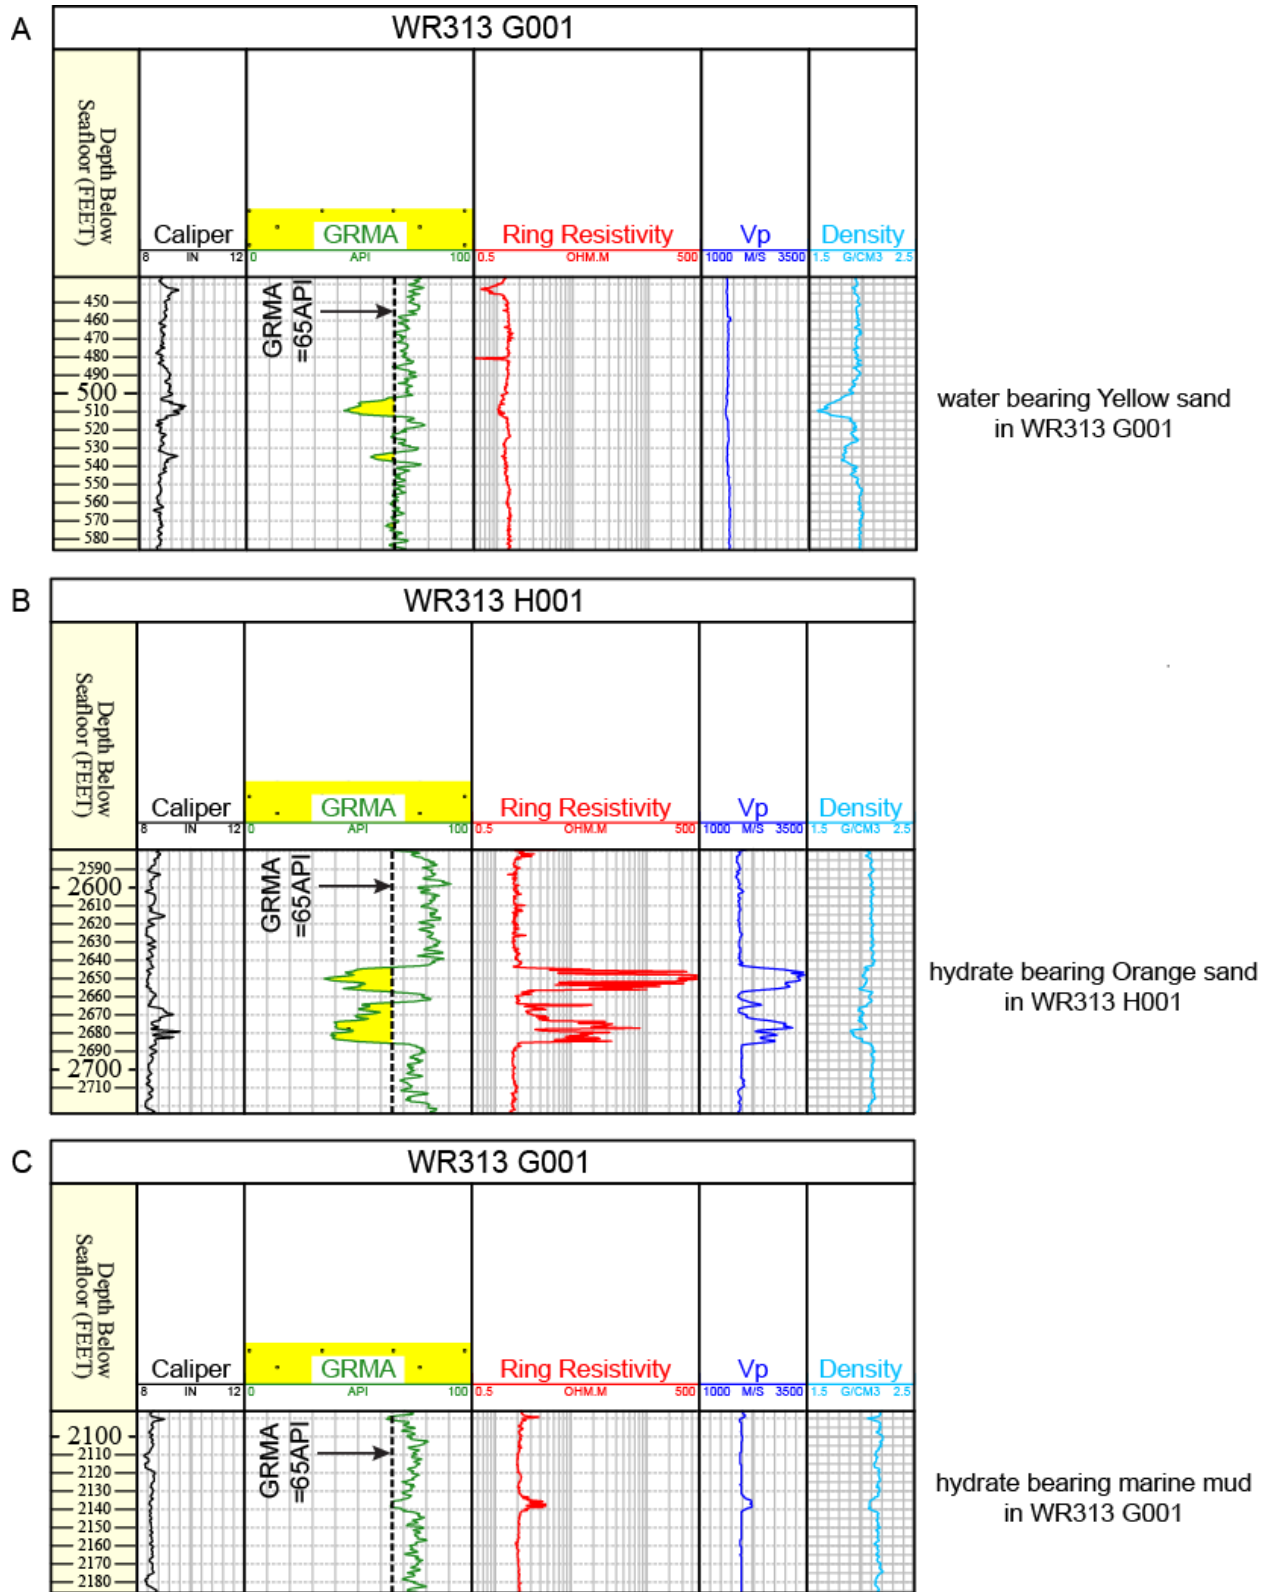 A
WR313 G001
Depth Below
Seafloor (FEET)
Caliper
8 IN 12
GRMA
0 API 100
Ring Resistivity
0.5 OHM.M 500
Vp
1000 M/S 3500
Density
1.5 G/CM3 2.5
GRMA
=65API
450
460
470
480
490
500
510
520
530
540
550
560
570
580
water bearing Yellow sand
in WR313 G001
B
WR313 H001
Depth Below
Seafloor (FEET)
Caliper
8 IN 12
GRMA
0 API 100
Ring Resistivity
0.5 OHM.M 500
Vp
1000 M/S 3500
Density
1.5 G/CM3 2.5
GRMA
=65API
2590
2600
2610
2620
2630
2640
2650
2660
2670
2680
2690
2700
2710
hydrate bearing Orange sand
in WR313 H001
C
WR313 G001
Depth Below
Seafloor (FEET)
Caliper
8 IN 12
GRMA
0 API 100
Ring Resistivity
0.5 OHM.M 500
Vp
1000 M/S 3500
Density
1.5 G/CM3 2.5
GRMA
=65API
2100
2110
2120
2130
2140
2150
2160
2170
2180
hydrate bearing marine mud
in WR313 G001